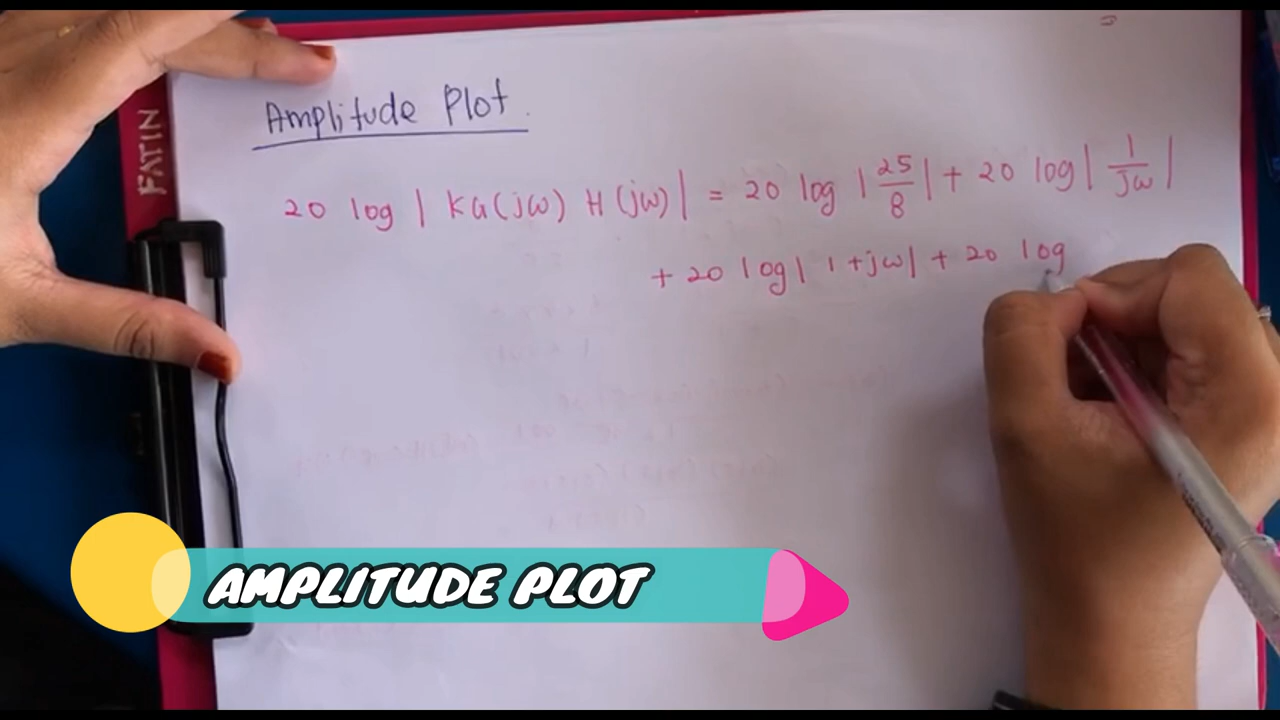 FATIN
Amplitude Plot.
20 log | KG(jω) H(jω)| = 20 log |25/8| + 20 log | 1/jω |
+ 20 log | 1+jω| + 20 log
AMPLITUDE PLOT